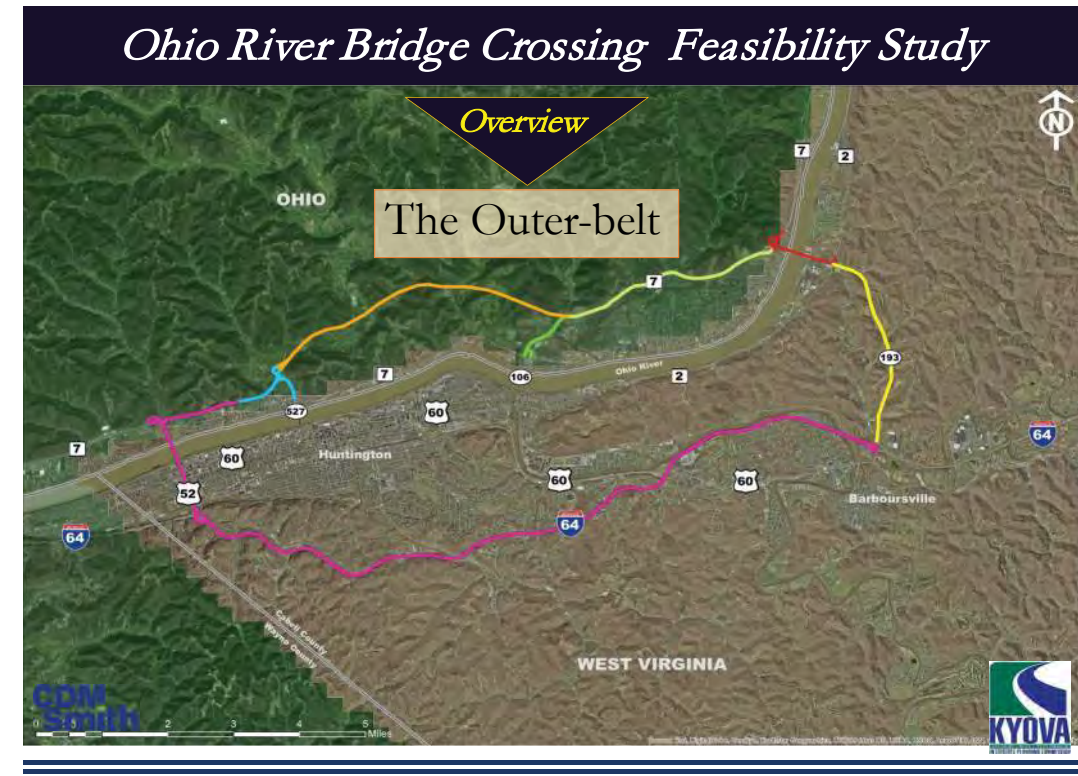 Ohio River Bridge Crossing Feasibility Study
Overview
N
7
2
OHIO
The Outer-belt
7
193
Ohio River
7
106
2
527
60
64
7
60
Huntington
52
60
60
Barboursville
64
64
Cabell County
Wayne County
WEST VIRGINIA
CDM
Smith
0
2
3
4
5
Miles
KYOVA